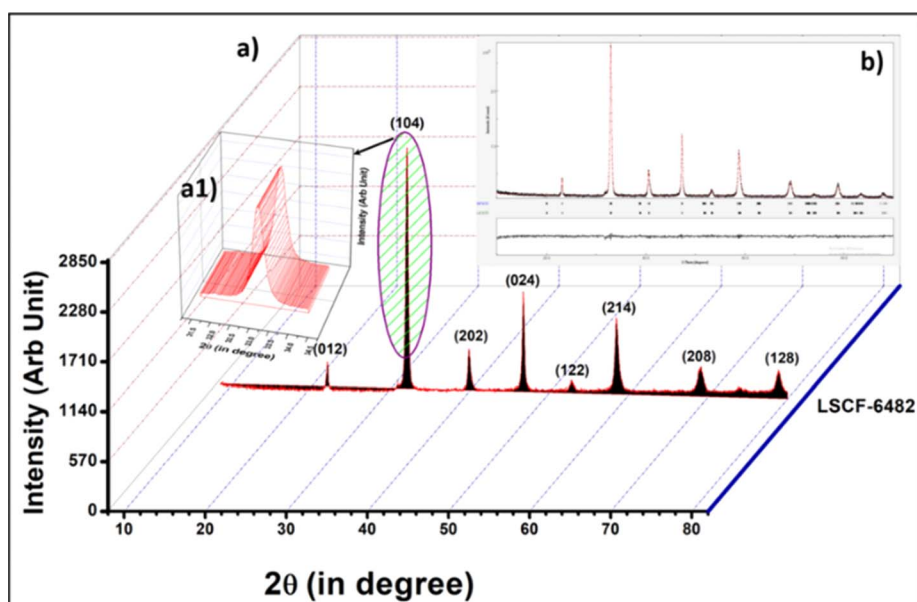 a)
b)
(104)
a1)
Intensity (Arb Unit)
2θ (in degree)
2850
2280
1710
1140
570
0
Intensity (Arb Unit)
(012)
(202)
(024)
(122)
(214)
(208)
(128)
LSCF-6482
10 20 30 40 50 60 70 80
2θ (in degree)